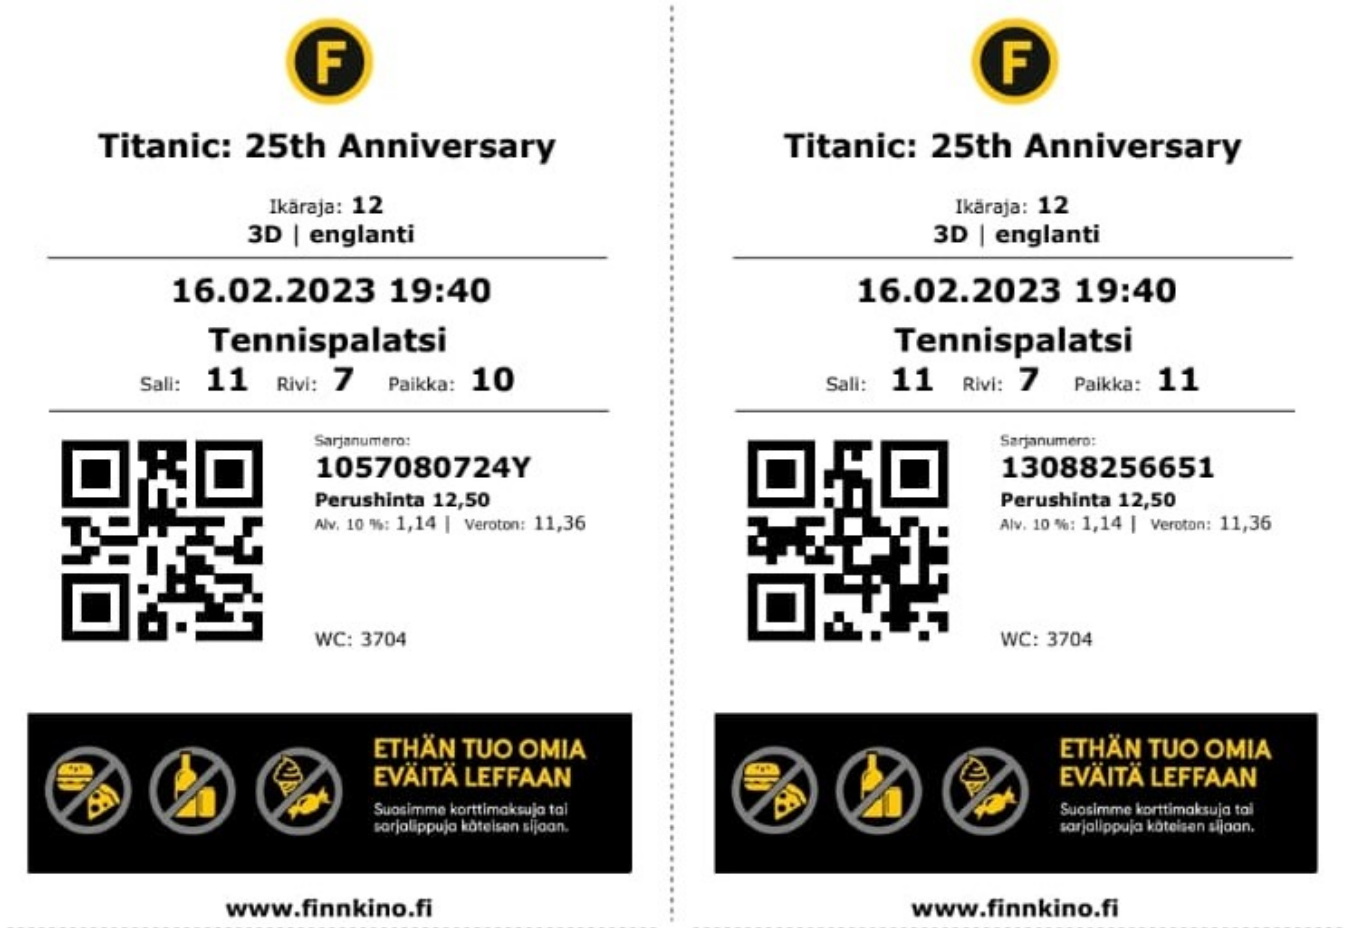 F
Titanic: 25th Anniversary
Ikäraja: 12
3D | englanti
16.02.2023 19:40
Tennispalatsi
Sali: 11 Rivi: 7 Paikka: 10
Sarjanumero:
1057080724Y
Perushinta 12,50
Alv. 10 %: 1,14 | Veroton: 11,36
WC: 3704
ETHÄN TUO OMIA
EVÄITÄ LEFFAAN
Suosimme korttimaksuja tai
sarjalippuja käteisen sijaan.
www.finnkino.fi
F
Titanic: 25th Anniversary
Ikäraja: 12
3D | englanti
16.02.2023 19:40
Tennispalatsi
Sali: 11 Rivi: 7 Paikka: 11
Sarjanumero:
13088256651
Perushinta 12,50
Alv. 10 %: 1,14 | Veroton: 11,36
WC: 3704
ETHÄN TUO OMIA
EVÄITÄ LEFFAAN
Suosimme korttimaksuja tai
sarjalippuja käteisen sijaan.
www.finnkino.fi